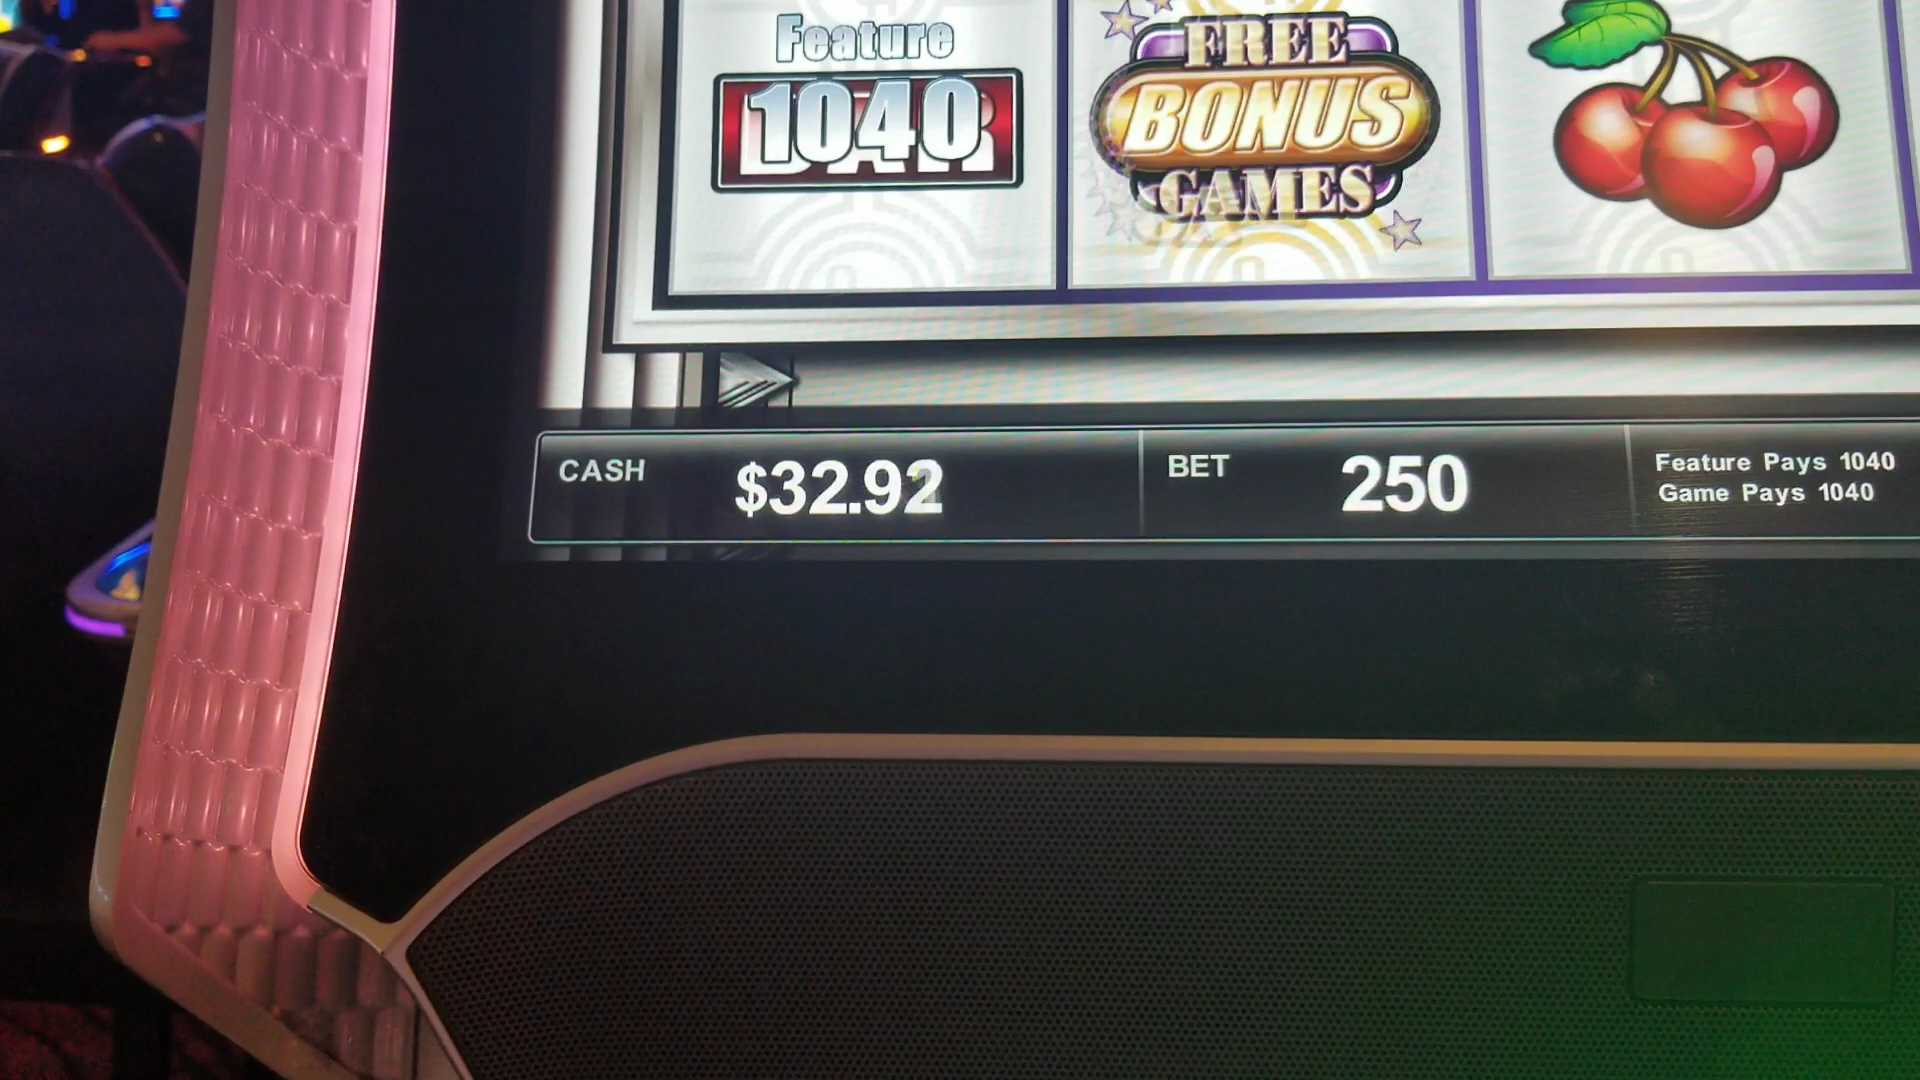 Feature
1040
FREE
BONUS
GAMES
CASH $32.92
BET 250
Feature Pays 1040
Game Pays 1040